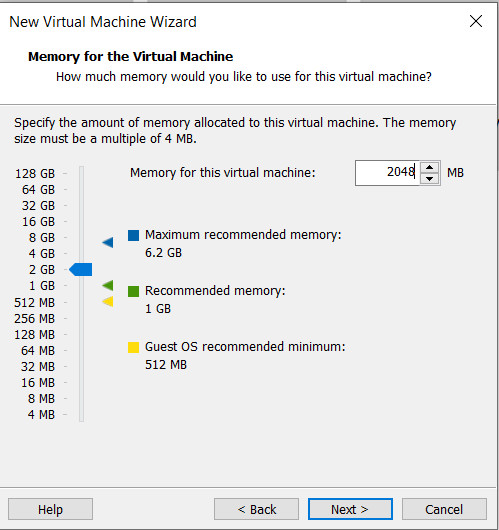 New Virtual Machine Wizard
Memory for the Virtual Machine
How much memory would you like to use for this virtual machine?
Specify the amount of memory allocated to this virtual machine. The memory
size must be a multiple of 4 MB.
Memory for this virtual machine: 2048 MB
128 GB
64 GB
32 GB
16 GB
8 GB
4 GB
2 GB
1 GB
512 MB
256 MB
128 MB
64 MB
32 MB
16 MB
8 MB
4 MB
Maximum recommended memory:
6.2 GB
Recommended memory:
1 GB
Guest OS recommended minimum:
512 MB
Help
< Back
Next >
Cancel